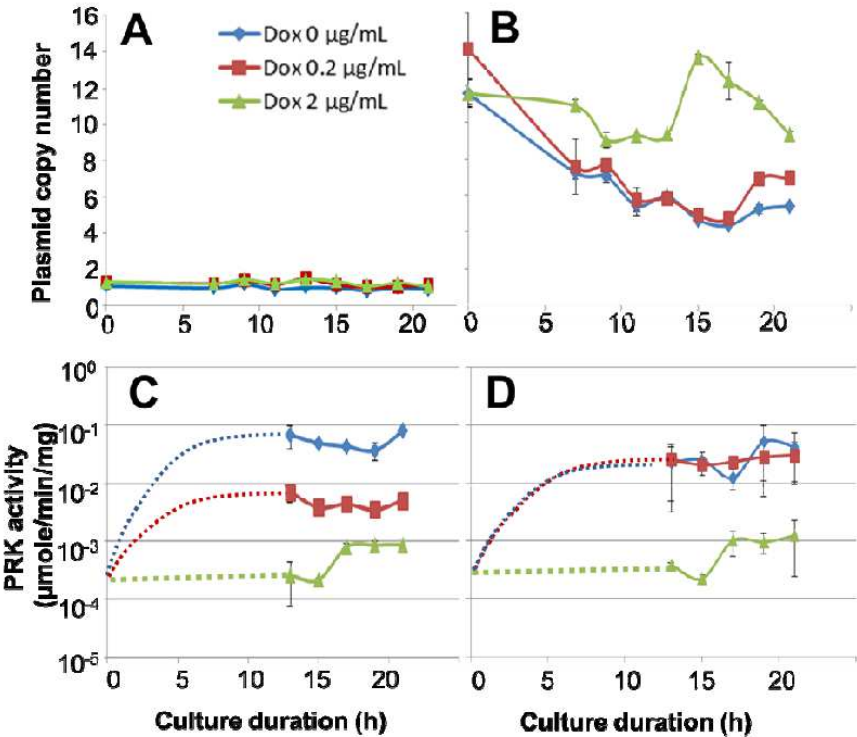 A
B
Dox 0 µg/mL
Dox 0.2 µg/mL
Dox 2 µg/mL
Plasmid copy number
16
14
12
10
8
6
4
2
0
0 5 10 15 20
0 5 10 15 20
C
D
PRK activity
(µmole/min/mg)
10⁰
10⁻¹
10⁻²
10⁻³
10⁻⁴
10⁻⁵
0 5 10 15 20
0 5 10 15 20
Culture duration (h)
Culture duration (h)